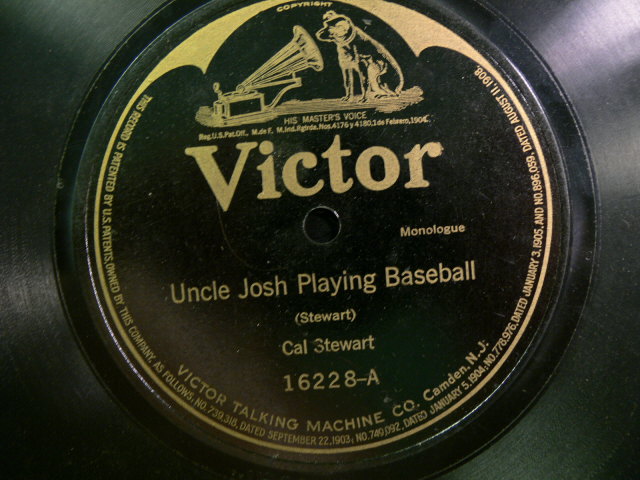 COPYRIGHT
HIS MASTER'S VOICE
Reg.U.S.Pat.Off. M.de F. M.Ind.Rgtrda.Nos.4176 y 4180,1 de Febrero, 1904.
Victor
Monologue
Uncle Josh Playing Baseball
(Stewart)
Cal Stewart
16228-A
VICTOR TALKING MACHINE CO. Camden, N.J.
THIS RECORD IS PATENTED BY U.S. PATENTS, OWNED BY THIS COMPANY, AS FOLLOWS, NO. 739,318, DATED SEPTEMBER 22, 1903; NO. 749,092, DATED JANUARY 5, 1904; NO. 778,976, DATED JANUARY 3, 1905, AND NO. 896,059, DATED AUGUST 11, 1908.